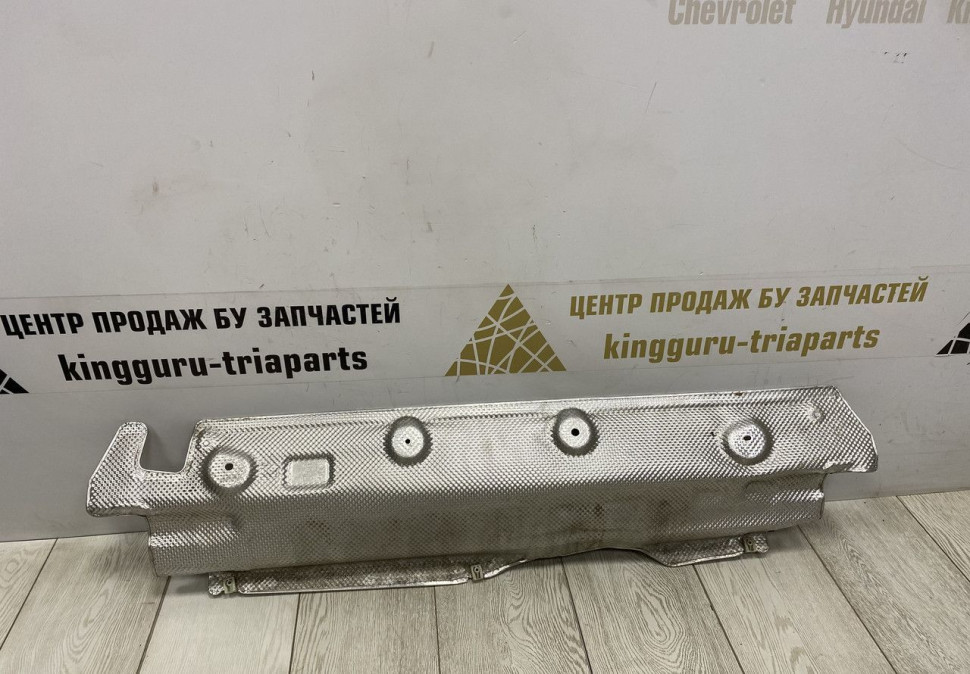 Chevrolet Hyundai
ЦЕНТР ПРОДАЖ БУ ЗАПЧАСТЕЙ
kingguru-triaparts
ЦЕНТР ПРОДАЖ БУ ЗАПЧАСТЕЙ
kingguru-triaparts